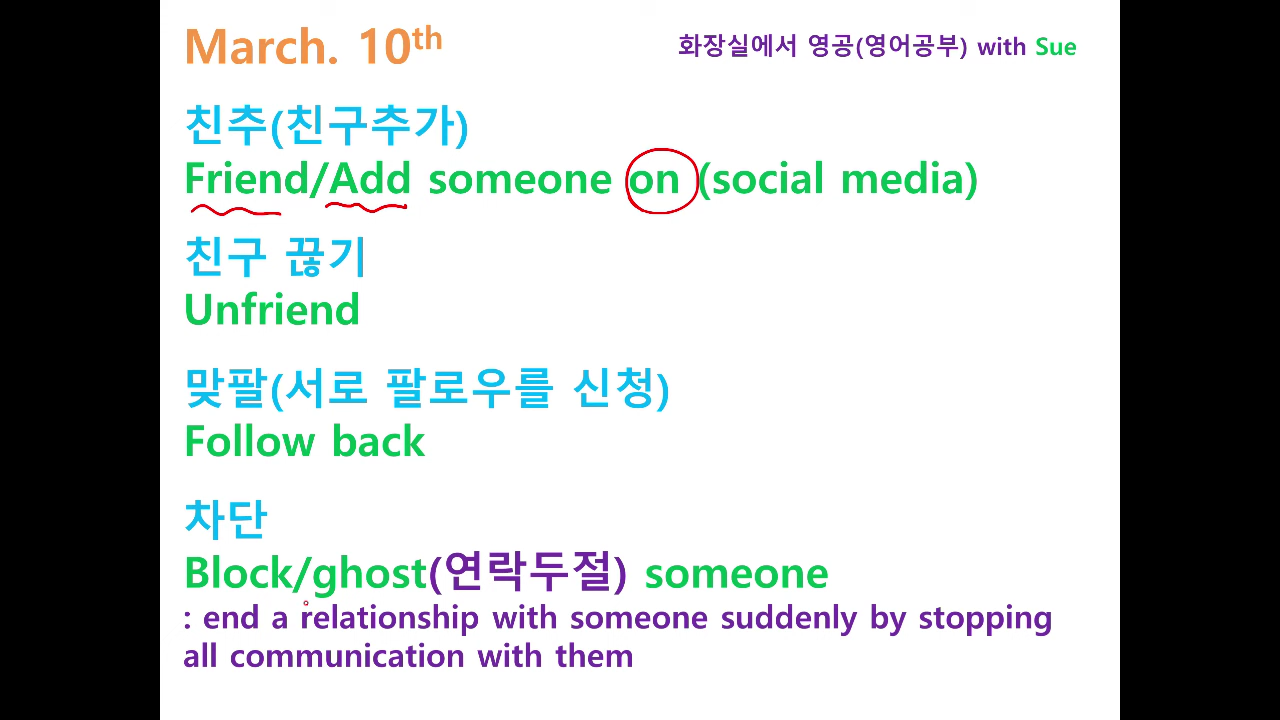 March. 10th
화장실에서 영공(영어공부) with Sue
친추(친구추가)
Friend/Add someone on (social media)
친구 끊기
Unfriend
맞팔(서로 팔로우를 신청)
Follow back
차단
Block/ghost(연락두절) someone
: end a relationship with someone suddenly by stopping
all communication with them